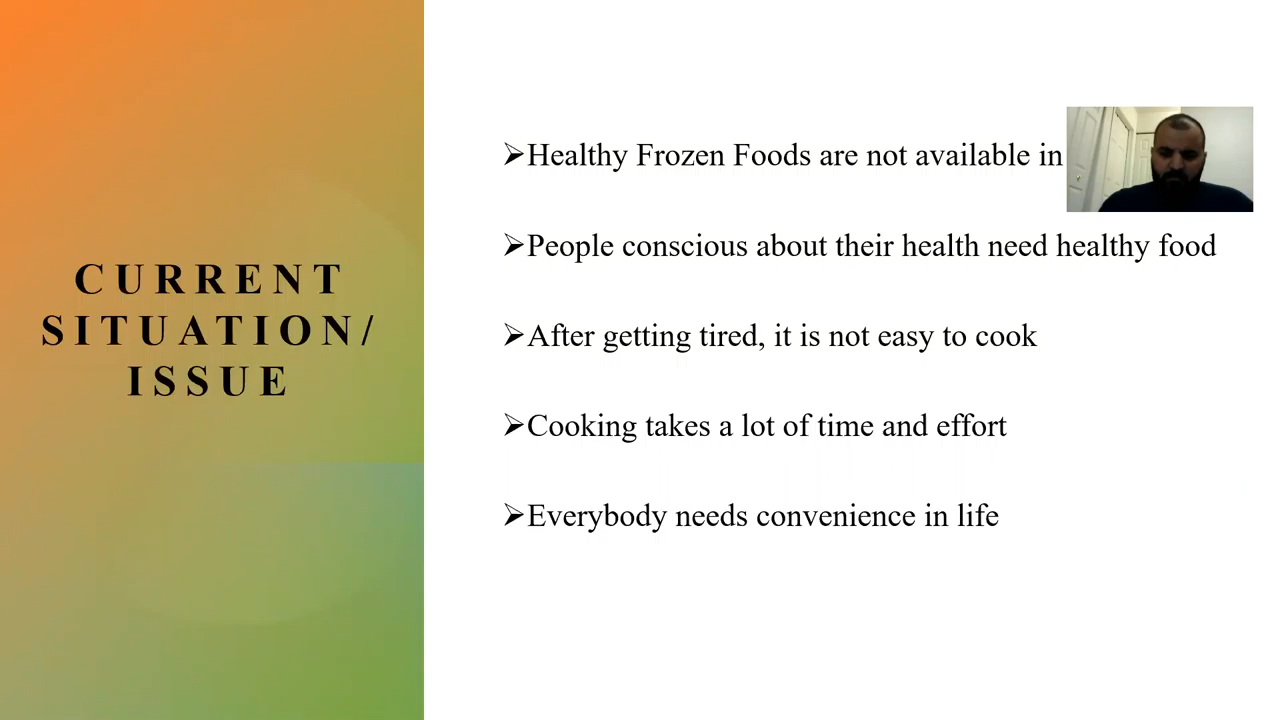 CURRENT
SITUATION/
ISSUE
➢Healthy Frozen Foods are not available in
➢People conscious about their health need healthy food
➢After getting tired, it is not easy to cook
➢Cooking takes a lot of time and effort
➢Everybody needs convenience in life